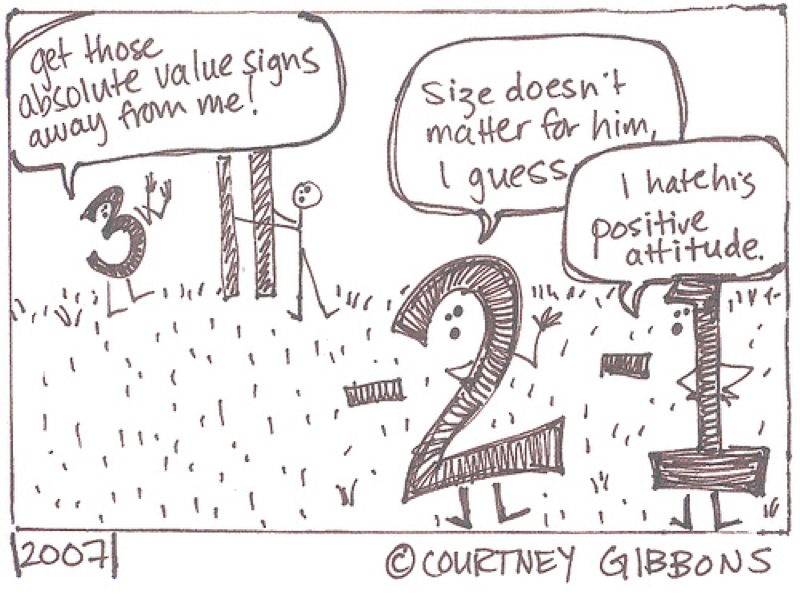 get those
absolute value signs
away from me!
Size doesn't
matter for him,
I guess
I hate his
positive
attitude.
3
-2
-1
|2007|
© COURTNEY GIBBONS